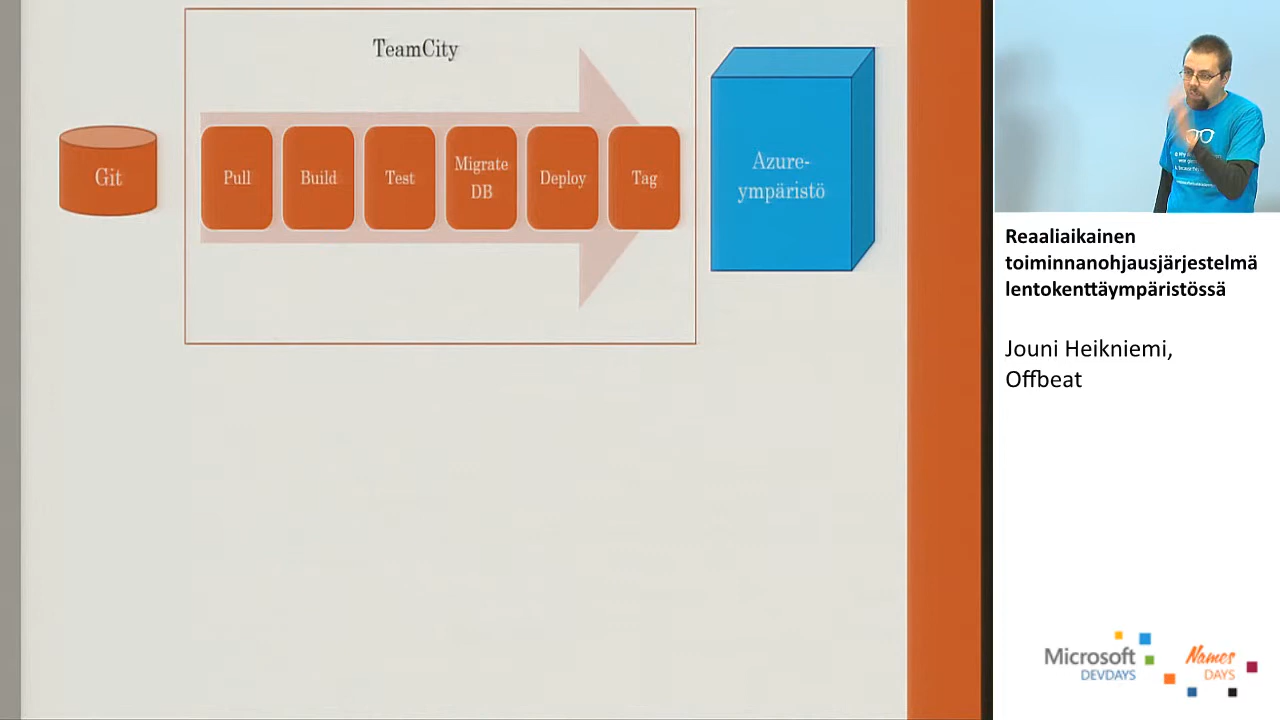 TeamCity
Git
Pull
Build
Test
Migrate
DB
Deploy
Tag
Azure-
ympäristö
Reaaliaikainen
toiminnanohjausjärjestelmä
lentokenttäympäristössä
Jouni Heikniemi,
Offbeat
Microsoft
DEVDAYS
Names
DAYS